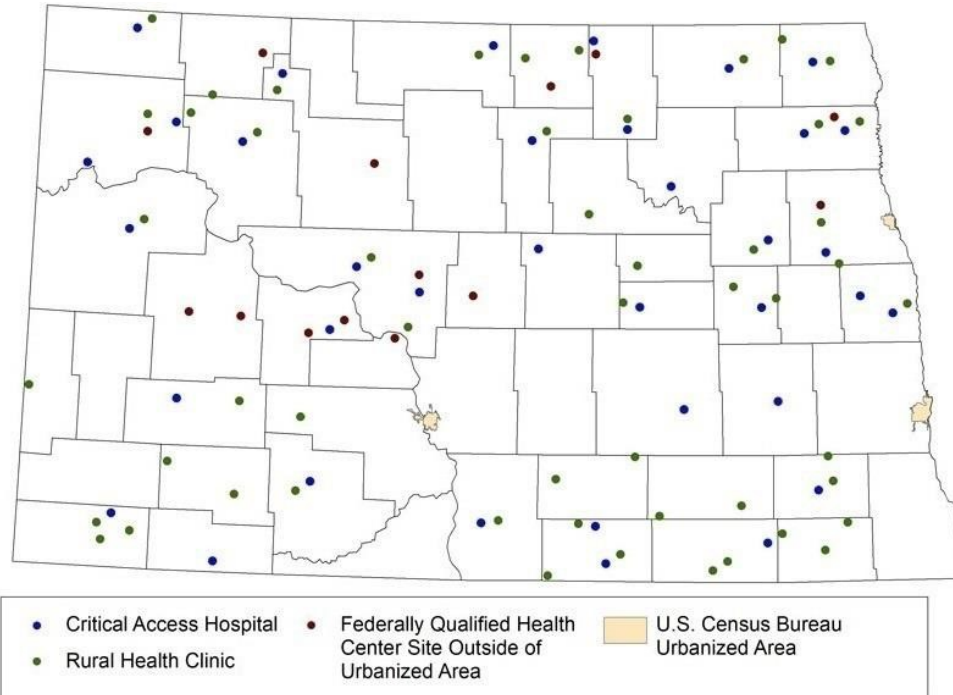 Critical Access Hospital
Rural Health Clinic
Federally Qualified Health
Center Site Outside of
Urbanized Area
U.S. Census Bureau
Urbanized Area